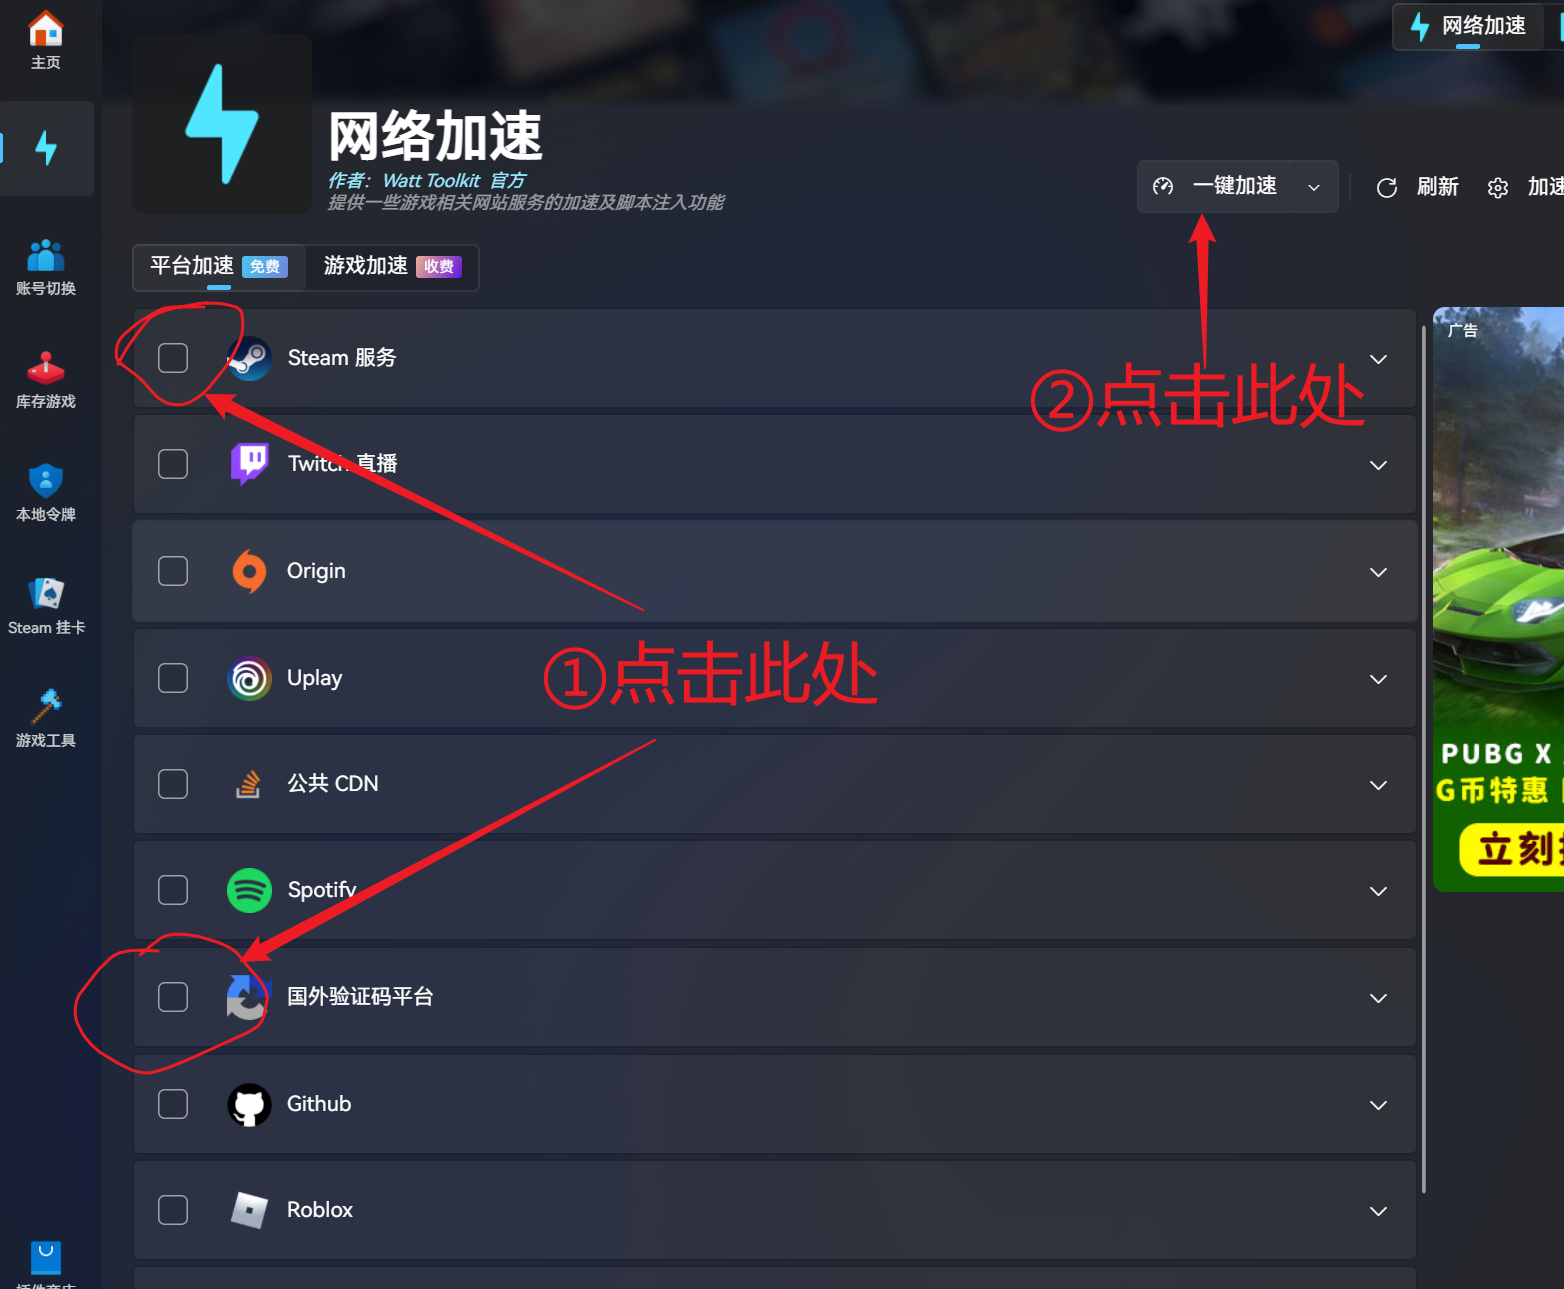 主页
网络加速
网络加速
作者：Watt Toolkit 官方
提供一些游戏相关网站服务的加速及脚本注入功能
一键加速
刷新
加速
平台加速 免费
游戏加速 收费
账号切换
库存游戏
本地令牌
Steam 挂卡
游戏工具
Steam 服务
②点击此处
Twitch 直播
Origin
Uplay
①点击此处
公共 CDN
Spotify
国外验证码平台
Github
Roblox
广告
PUBG X
G币特惠
立刻